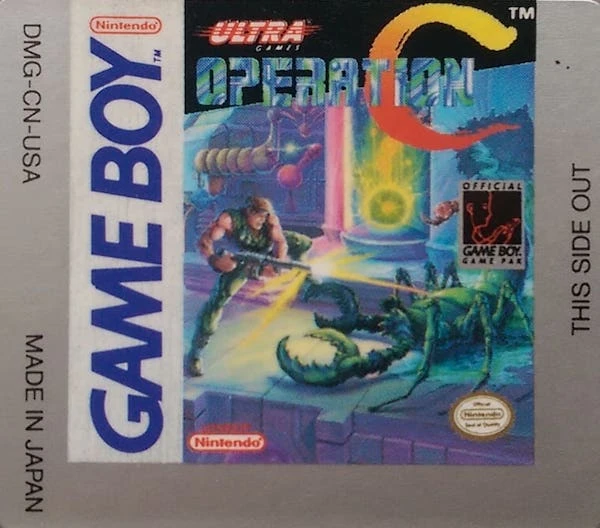 DMG-CN-USA
MADE IN JAPAN
Nintendo®
GAME BOY™
ULTRA®
GAMES
OPERATION C™
OFFICIAL
GAME BOY
GAME PAK
Nintendo®
Official
Nintendo
Seal of Quality
THIS SIDE OUT